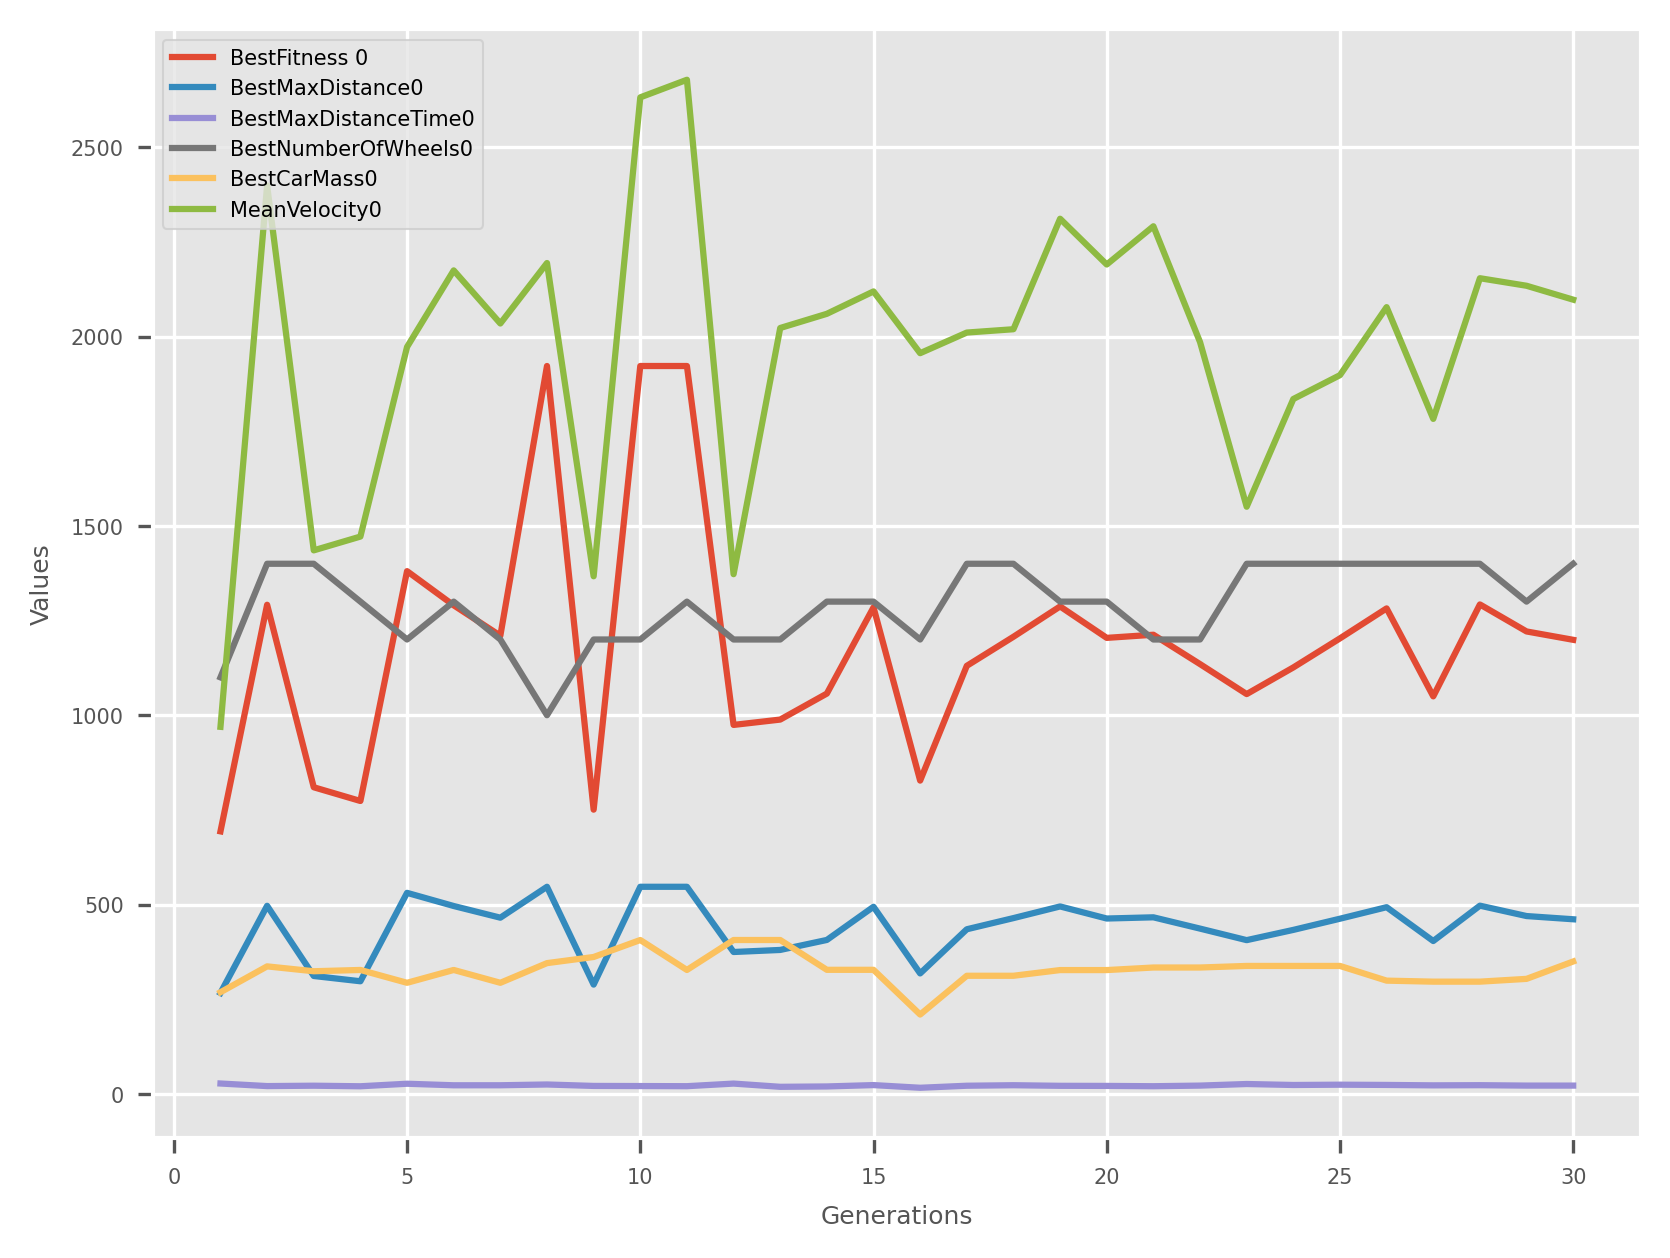 BestFitness 0
BestMaxDistance0
BestMaxDistanceTime0
BestNumberOfWheels0
BestCarMass0
MeanVelocity0
2500
2000
1500
1000
500
0
Values
0 5 10 15 20 25 30
Generations